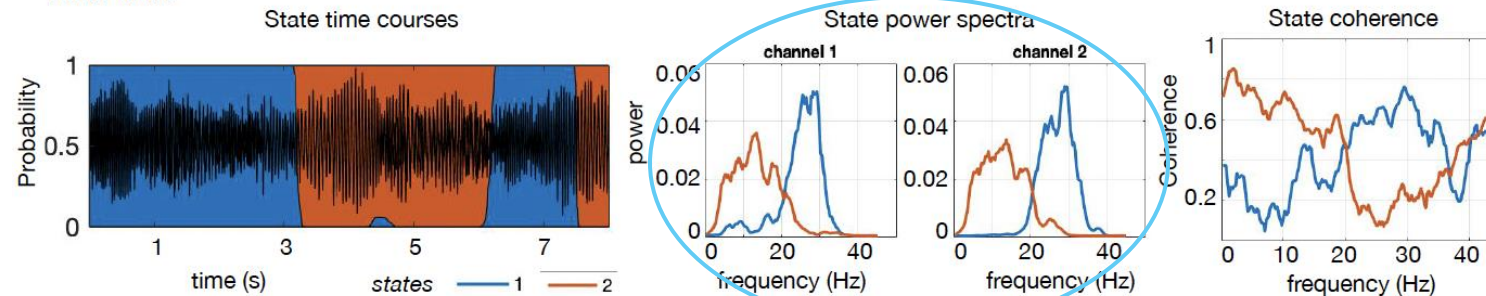 State time courses
Probability
1
0.5
0
1
3
5
7
time (s)
states
1
2
State power spectra
channel 1
power
0.06
0.04
0.02
0
0
20
40
frequency (Hz)
channel 2
0.06
0.04
0.02
0
0
20
40
frequency (Hz)
State coherence
Coherence
1
0.6
0.2
0
10
20
30
40
frequency (Hz)